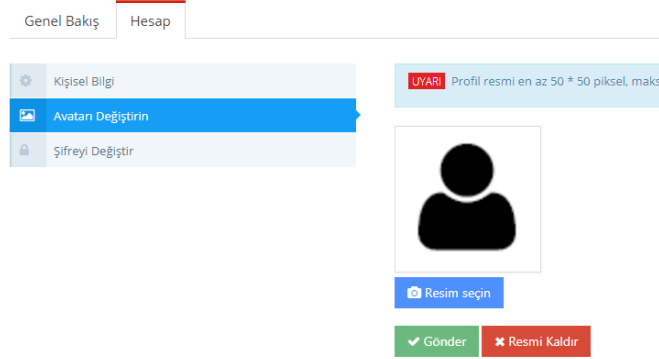 Genel Bakış
Hesap
Kişisel Bilgi
Avatarı Değiştirin
Şifreyi Değiştir
UYARI Profil resmi en az 50 * 50 piksel,
Resim seçin
Gönder
Resmi Kaldır